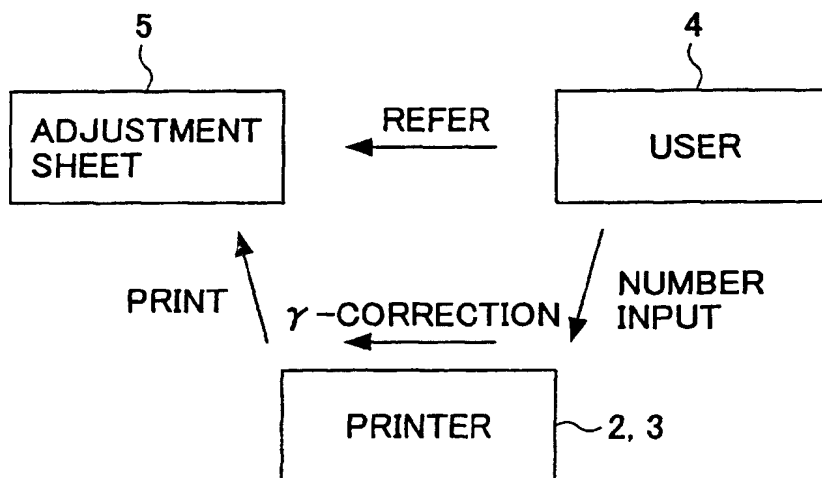 5
4
ADJUSTMENT
SHEET
REFER
USER
PRINT
γ-CORRECTION
NUMBER
INPUT
PRINTER
2, 3